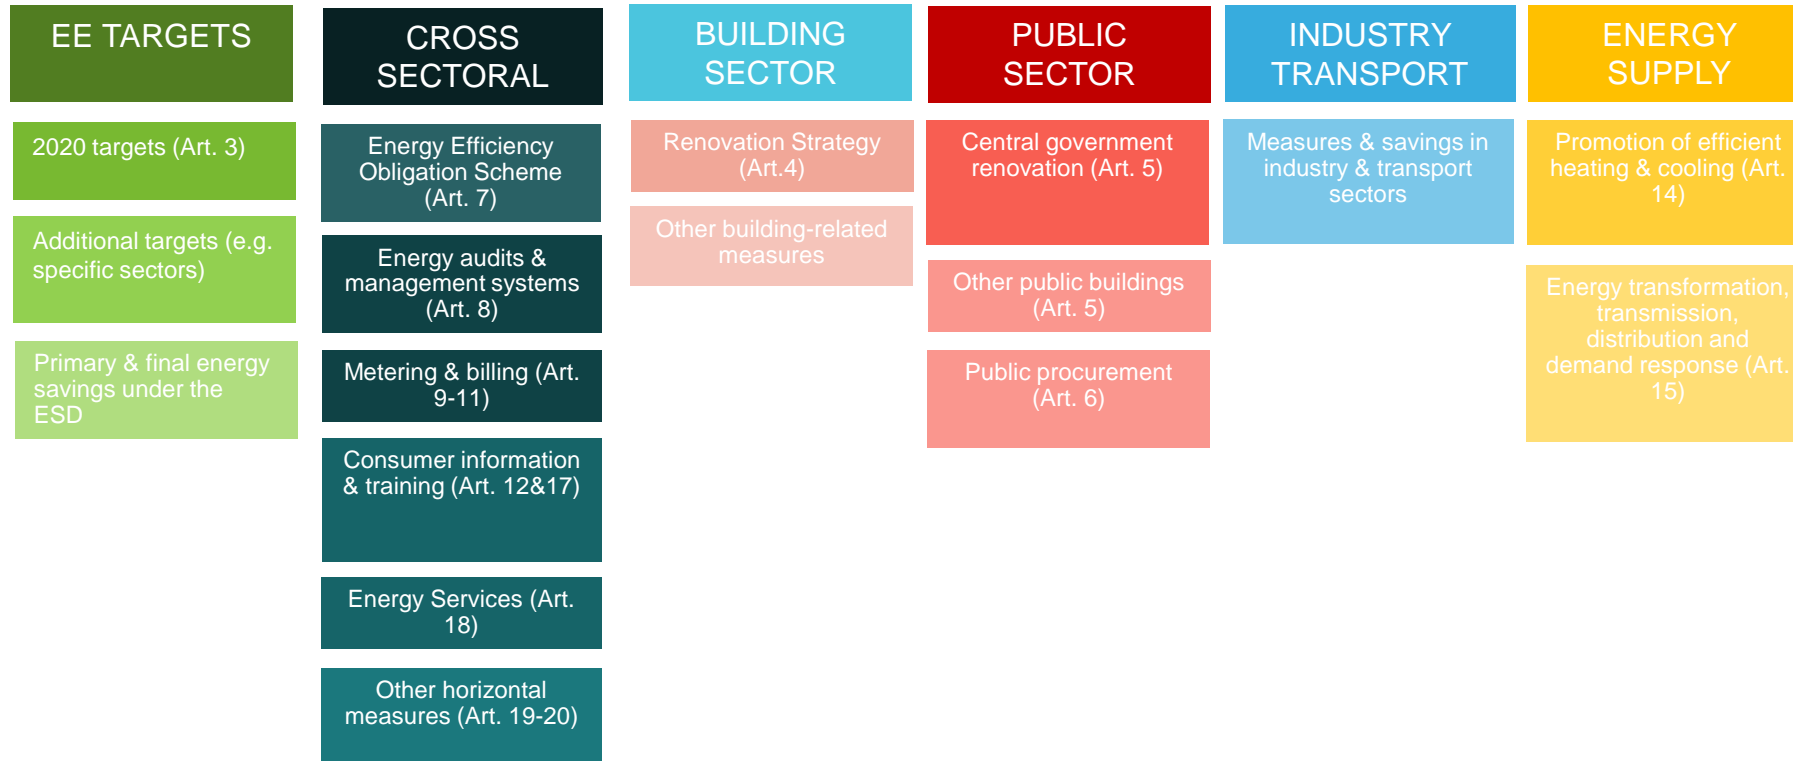 EE TARGETS
2020 targets (Art. 3)
Additional targets (e.g.
specific sectors)
Primary & final energy
savings under the
ESD
CROSS
SECTORAL
Energy Efficiency
Obligation Scheme
(Art. 7)
Energy audits &
management systems
(Art. 8)
Metering & billing (Art.
9-11)
Consumer information
& training (Art. 12&17)
Energy Services (Art.
18)
Other horizontal
measures (Art. 19-20)
BUILDING
SECTOR
Renovation Strategy
(Art.4)
Other building-related
measures
PUBLIC
SECTOR
Central government
renovation (Art. 5)
Other public buildings
(Art. 5)
Public procurement
(Art. 6)
INDUSTRY
TRANSPORT
Measures & savings in
industry & transport
sectors
ENERGY
SUPPLY
Promotion of efficient
heating & cooling (Art.
14)
Energy transformation,
transmission,
distribution and
demand response (Art.
15)